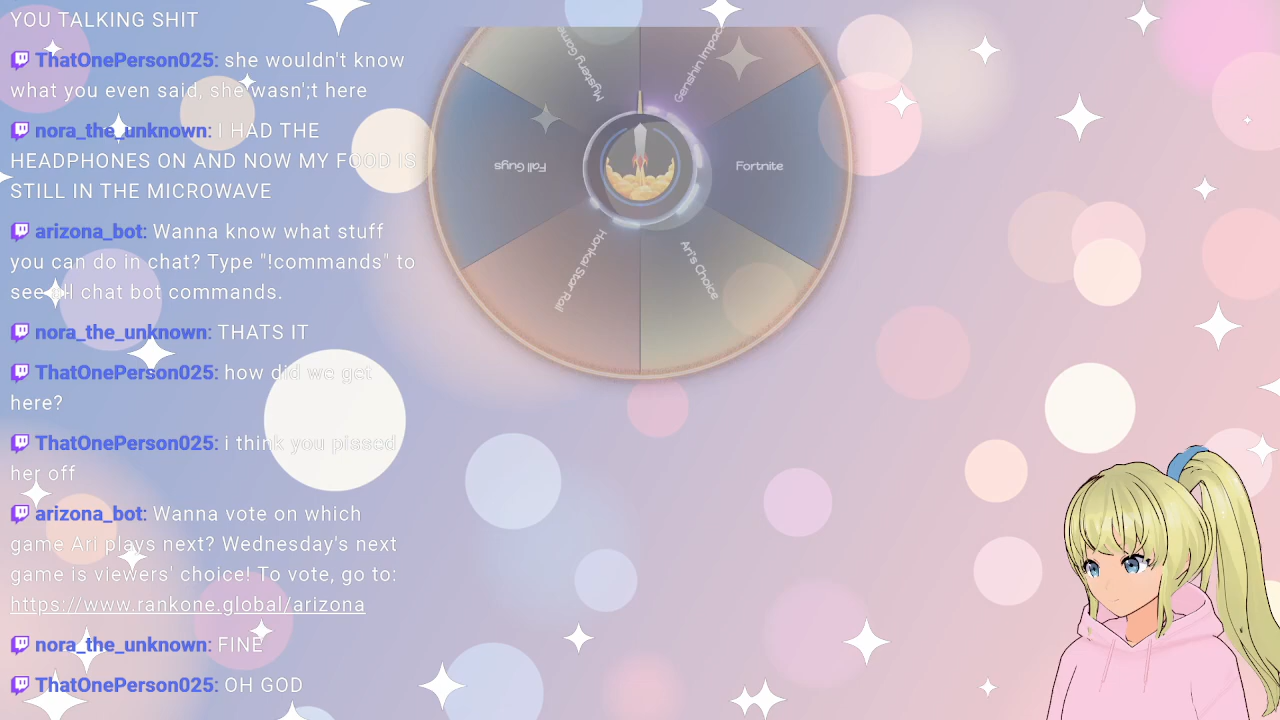 YOU TALKING SHIT
ThatOnePerson025: she wouldn't know
what you even said, she wasn';t here
nora_the_unknown: I HAD THE
HEADPHONES ON AND NOW MY FOOD IS
STILL IN THE MICROWAVE
arizona_bot: Wanna know what stuff
you can do in chat? Type "!commands" to
see all chat bot commands.
nora_the_unknown: THATS IT
ThatOnePerson025: how did we get
here?
ThatOnePerson025: i think you pissed
her off
arizona_bot: Wanna vote on which
game Ari plays next? Wednesday's next
game is viewers' choice! To vote, go to:
https://www.rankone.global/arizona
nora_the_unknown: FINE
ThatOnePerson025: OH GOD
Mystery Game
Genshin Impact
Fall Guys
Fortnite
Honkai Star Rail
Ari's Choice